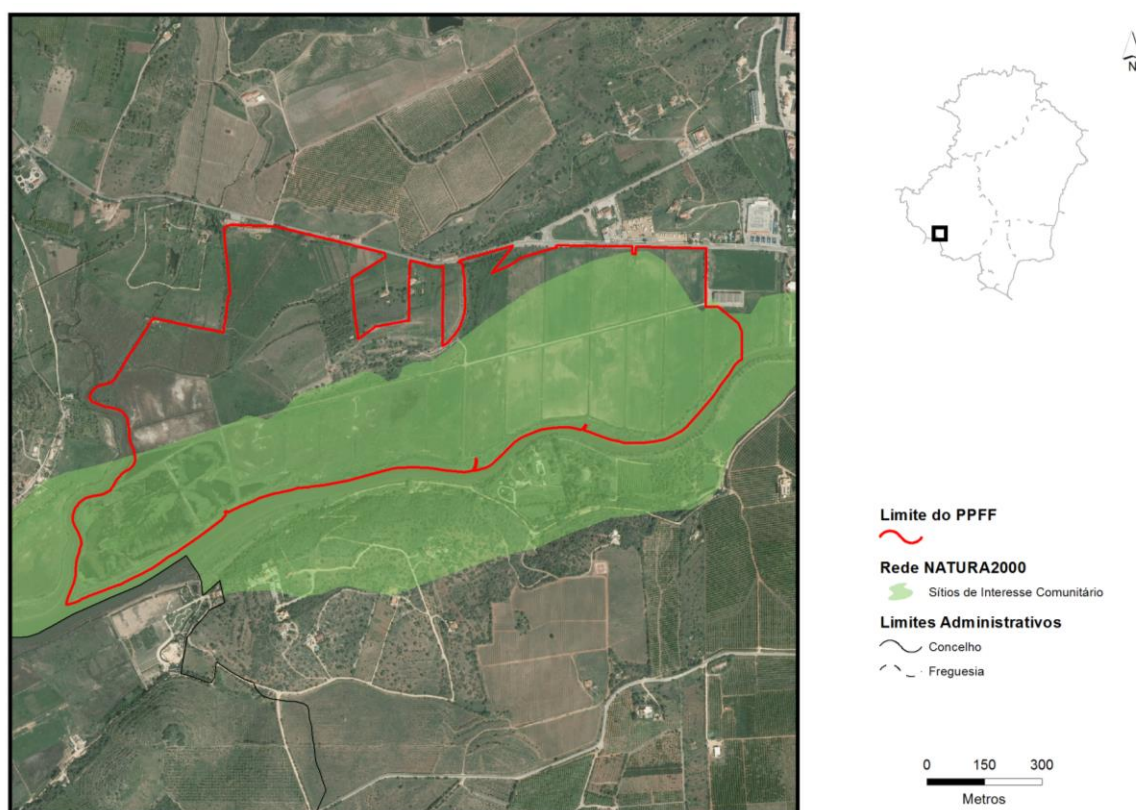 N
Limite do PPFF
Rede NATURA2000
Sítios de Interesse Comunitário
Limites Administrativos
Concelho
Freguesia
0 150 300
Metros